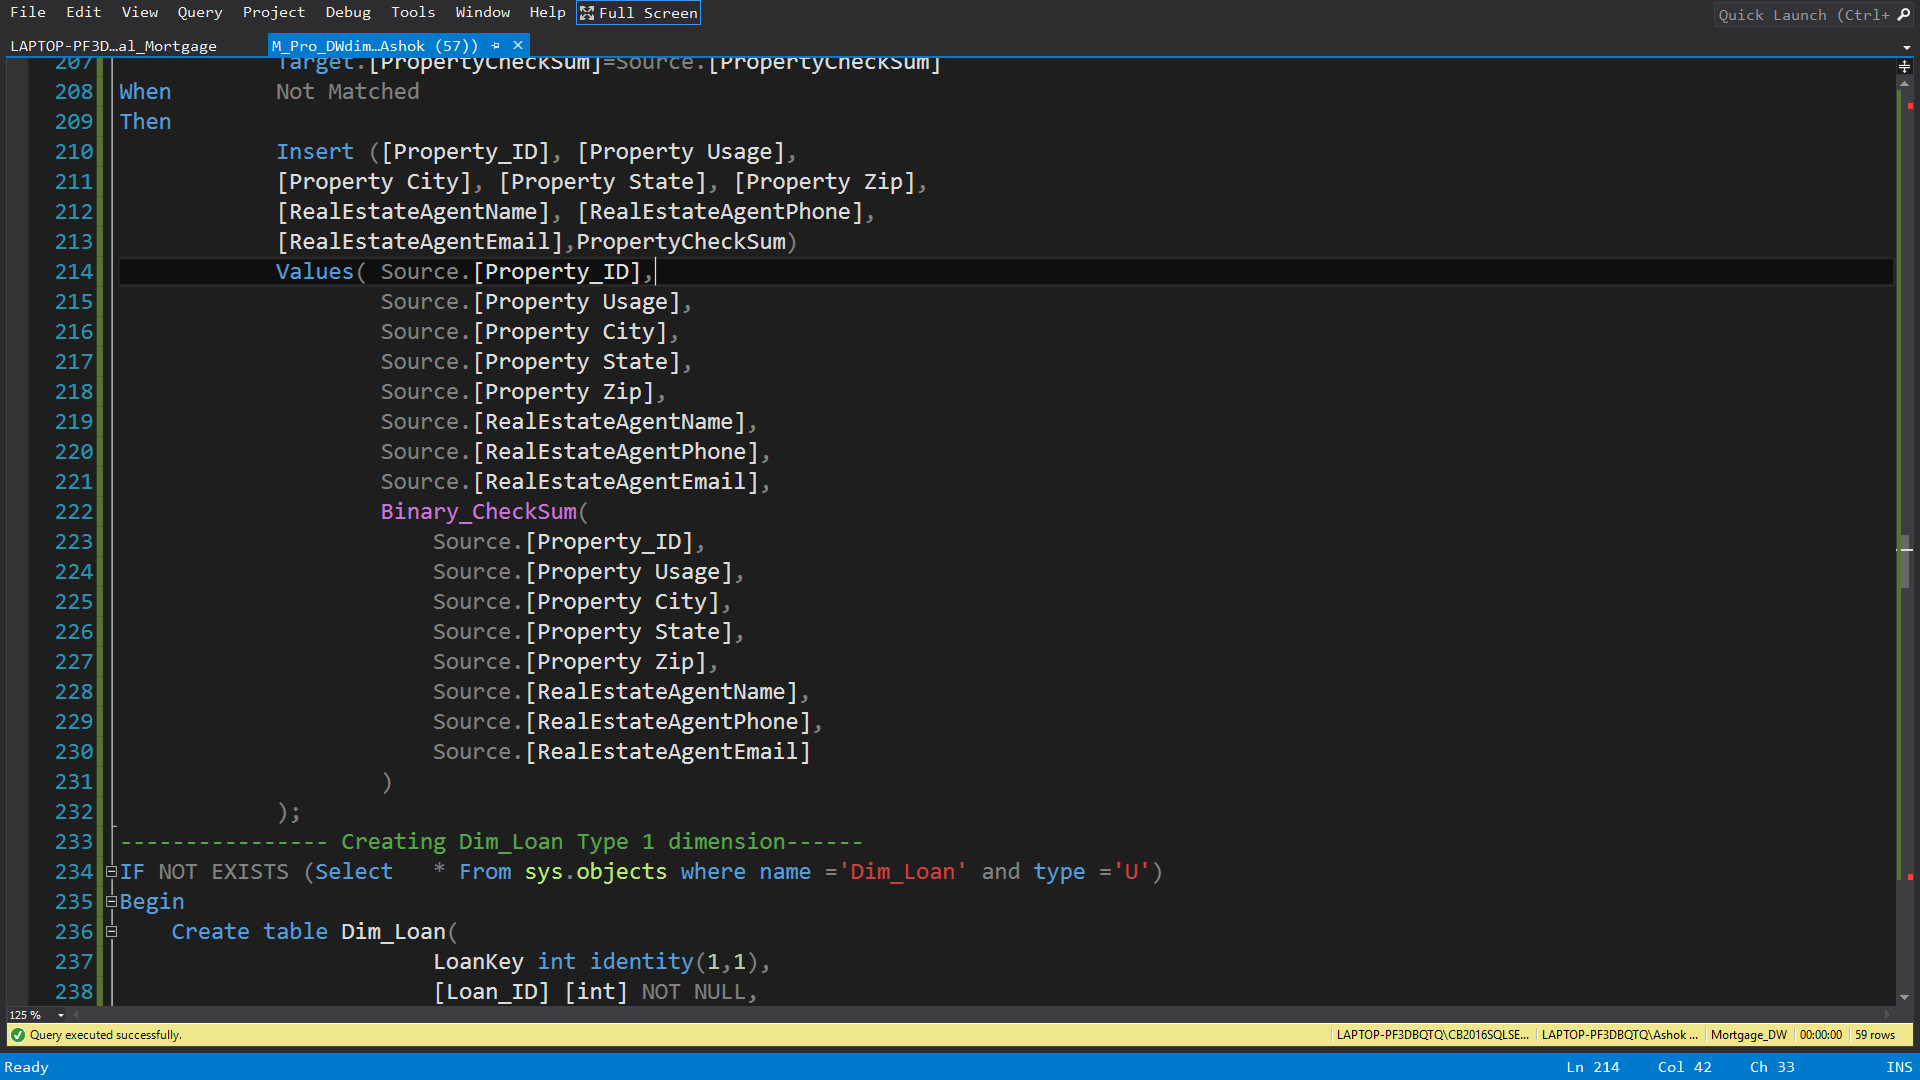 File Edit View Query Project Debug Tools Window Help Full Screen Quick Launch (Ctrl+
LAPTOP-PF3D...al_Mortgage M_Pro_DWdim...Ashok (57))
207 Target.[PropertyCheckSum]=Source.[PropertyCheckSum]
208 When Not Matched
209 Then
210 Insert ([Property_ID], [Property Usage],
211 [Property City], [Property State], [Property Zip],
212 [RealEstateAgentName], [RealEstateAgentPhone],
213 [RealEstateAgentEmail],PropertyCheckSum)
214 Values( Source.[Property_ID],
215 Source.[Property Usage],
216 Source.[Property City],
217 Source.[Property State],
218 Source.[Property Zip],
219 Source.[RealEstateAgentName],
220 Source.[RealEstateAgentPhone],
221 Source.[RealEstateAgentEmail],
222 Binary_CheckSum(
223 Source.[Property_ID],
224 Source.[Property Usage],
225 Source.[Property City],
226 Source.[Property State],
227 Source.[Property Zip],
228 Source.[RealEstateAgentName],
229 Source.[RealEstateAgentPhone],
230 Source.[RealEstateAgentEmail]
231 )
232 );
233 ---------------- Creating Dim_Loan Type 1 dimension------
234 IF NOT EXISTS (Select * From sys.objects where name ='Dim_Loan' and type ='U')
235 Begin
236 Create table Dim_Loan(
237 LoanKey int identity(1,1),
238 [Loan_ID] [int] NOT NULL,
125 %
Query executed successfully. LAPTOP-PF3DBQTQ\CB2016SQLSE... LAPTOP-PF3DBQTQ\Ashok ... Mortgage_DW 00:00:00 59 rows
Ready Ln 214 Col 42 Ch 33 INS